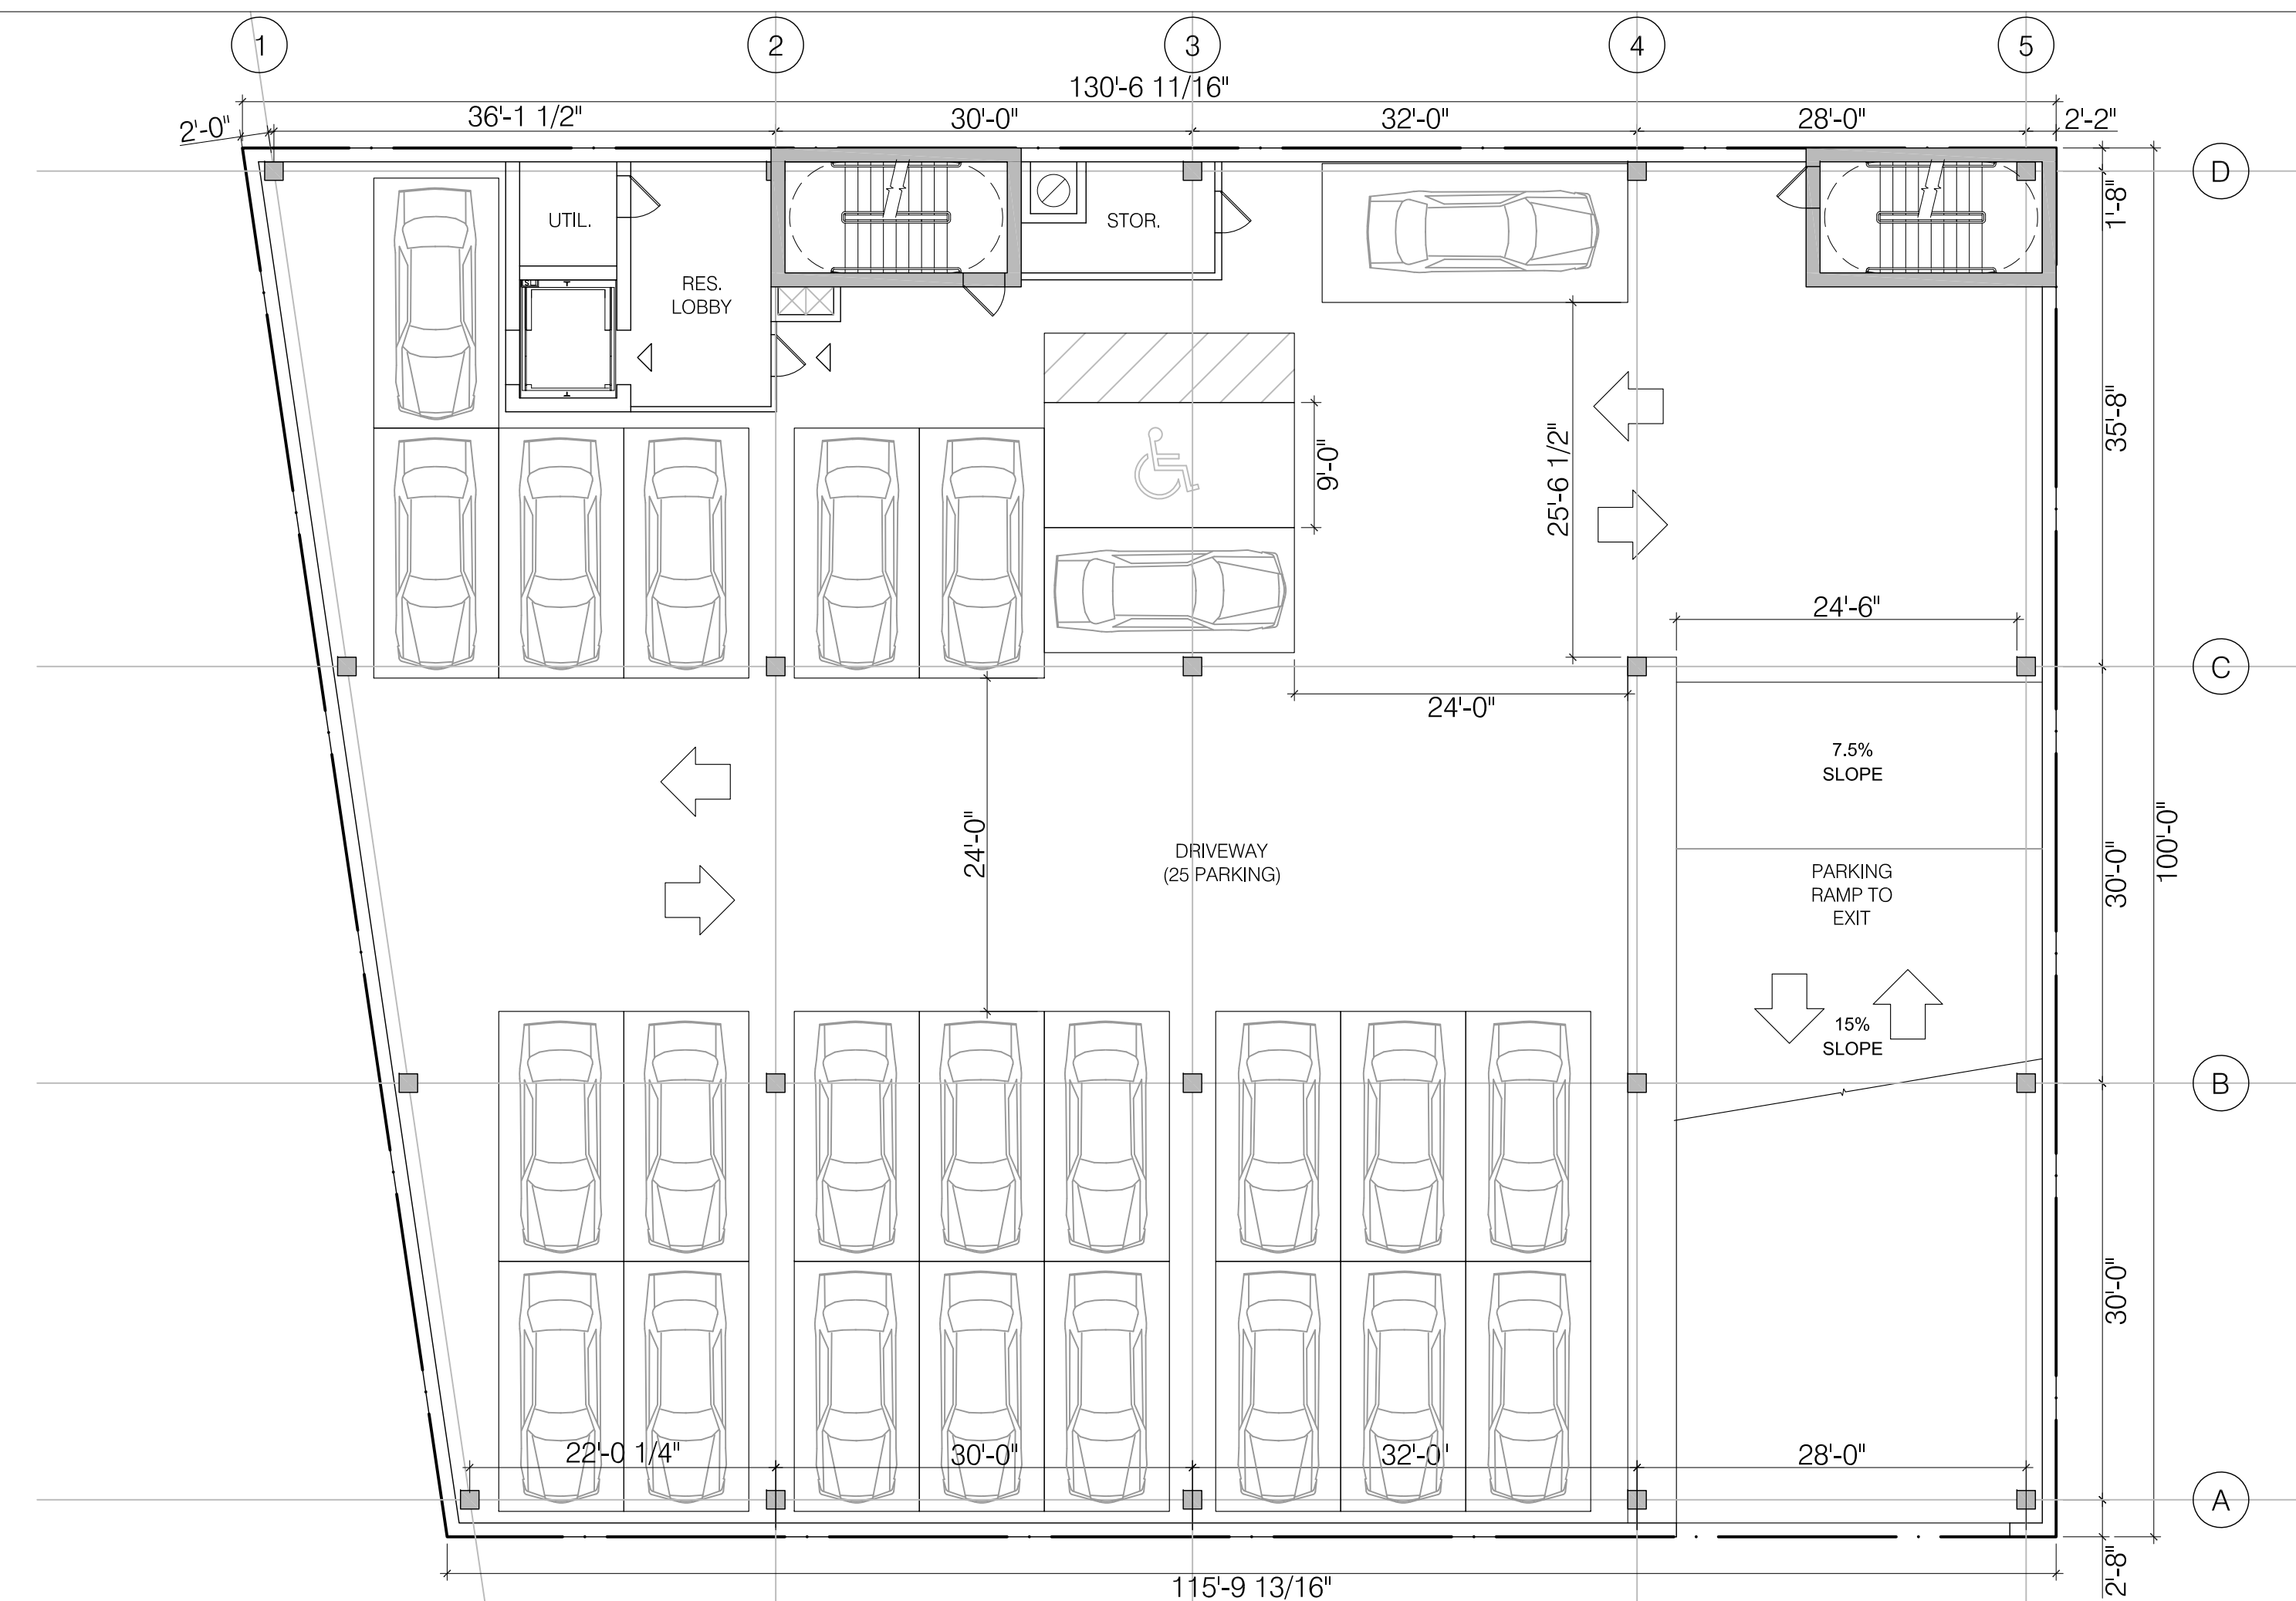 1
2
3
4
5
130'-6 11/16"
2'-0"
36'-1 1/2"
30'-0"
32'-0"
28'-0"
2'-2"
D
1'-8"
UTIL.
STOR.
RES.
LOBBY
35'-8"
9'-0"
25'-6 1/2"
24'-6"
C
24'-0"
7.5%
SLOPE
24'-0"
DRIVEWAY
(25 PARKING)
PARKING
RAMP TO
EXIT
30'-0"
100'-0"
15%
SLOPE
B
30'-0"
22'-0 1/4"
30'-0"
32'-0'
28'-0"
A
2'-8"
115'-9 13/16"